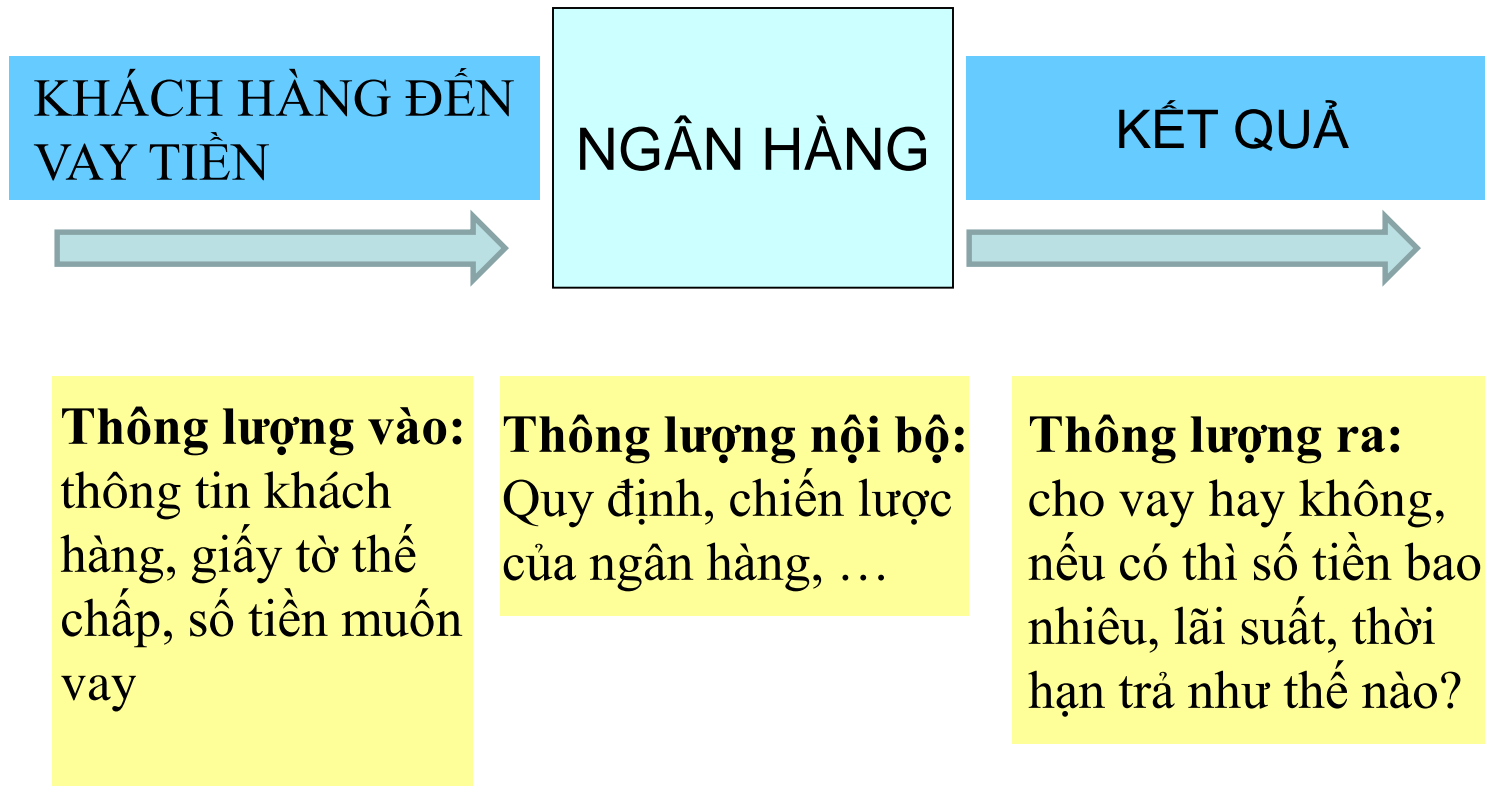 KHÁCH HÀNG ĐẾN
VAY TIỀN
NGÂN HÀNG
KẾT QUẢ
Thông lượng vào:
thông tin khách
hàng, giấy tờ thế
chấp, số tiền muốn
vay
Thông lượng nội bộ:
Quy định, chiến lược
của ngân hàng, …
Thông lượng ra:
cho vay hay không,
nếu có thì số tiền bao
nhiêu, lãi suất, thời
hạn trả như thế nào?